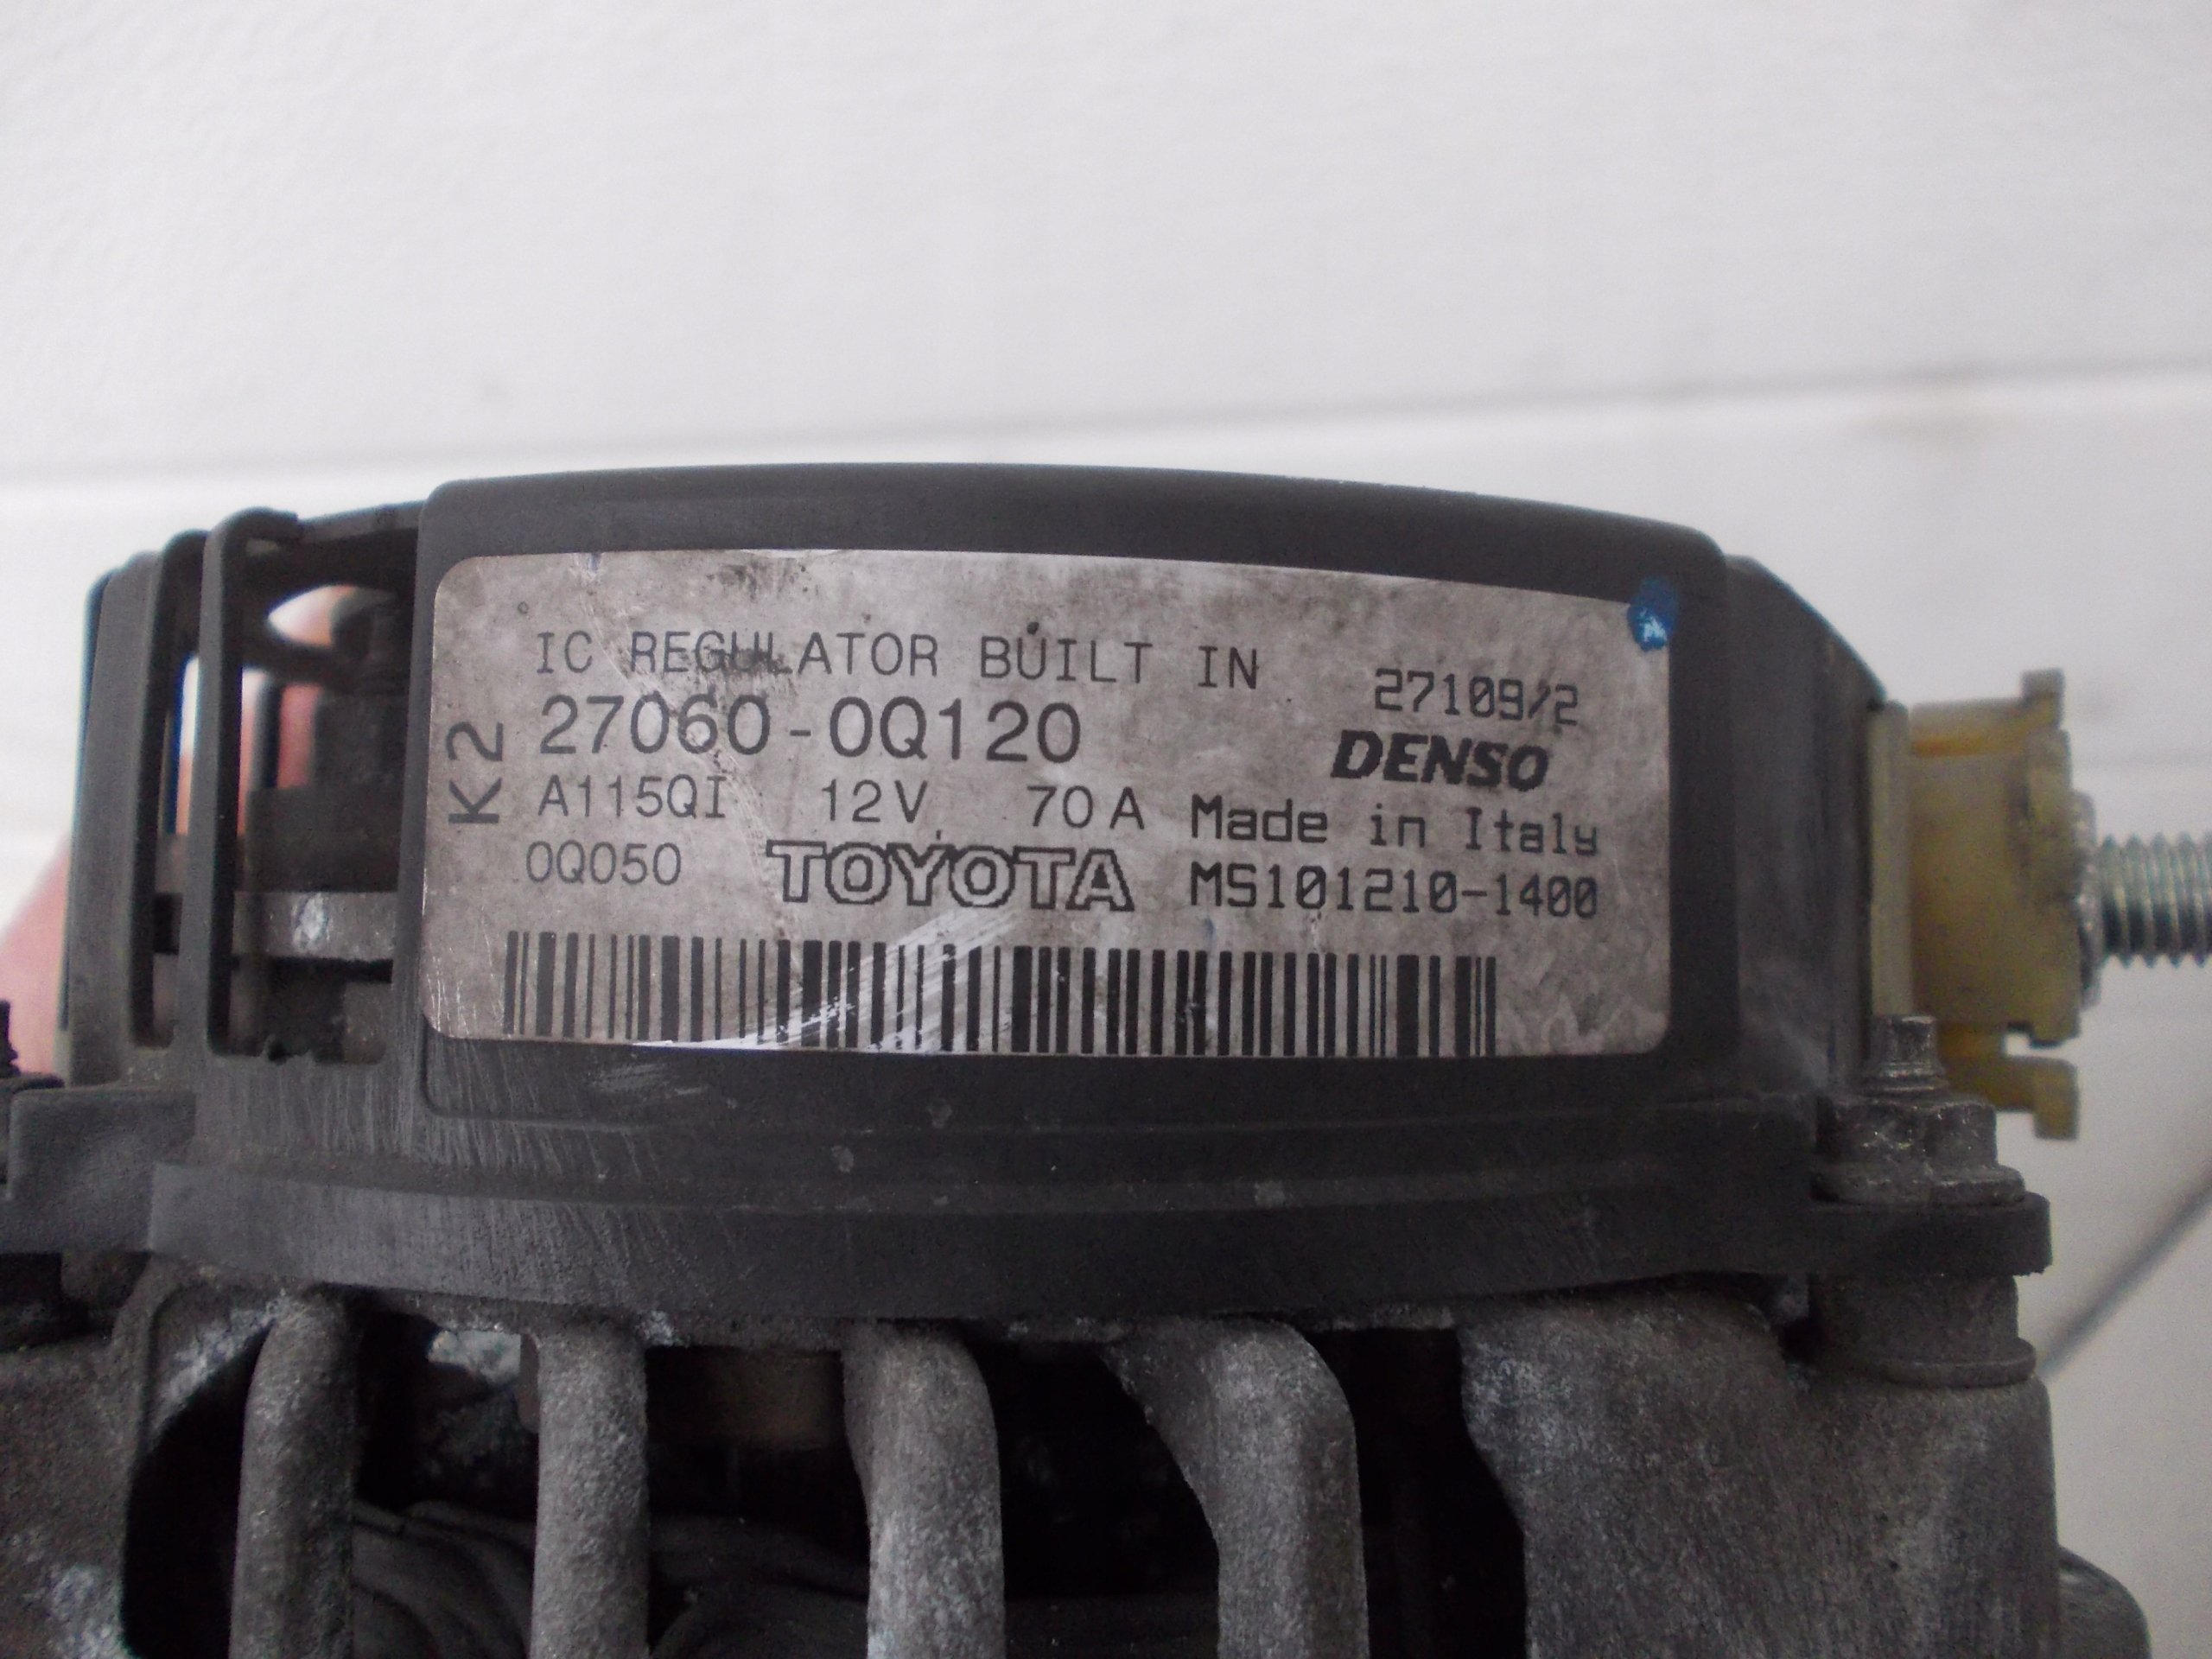 IC REGULATOR BUILT IN
27109/2
K2
27060-0Q120
DENSO
A115QI 12V 70A
Made in Italy
0Q050
TOYOTA
MS101210-1400